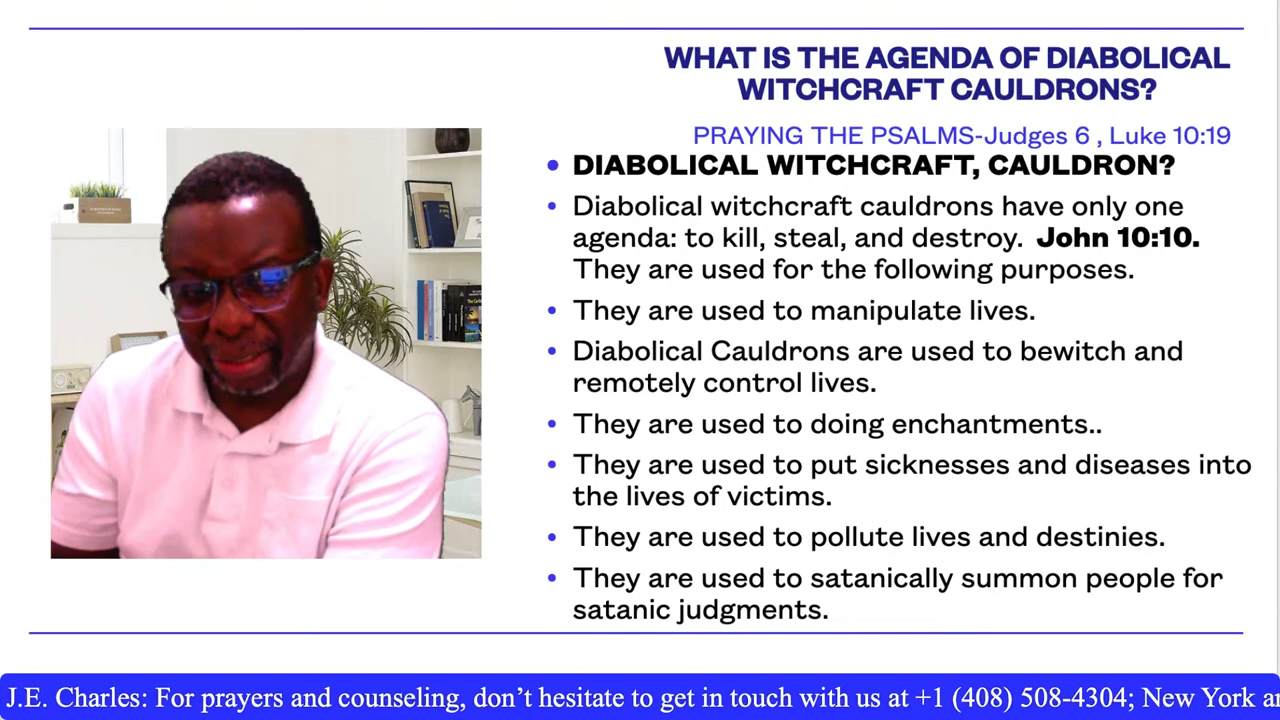 WHAT IS THE AGENDA OF DIABOLICAL
WITCHCRAFT CAULDRONS?
PRAYING THE PSALMS-Judges 6 , Luke 10:19
• DIABOLICAL WITCHCRAFT, CAULDRON?
• Diabolical witchcraft cauldrons have only one
agenda: to kill, steal, and destroy. John 10:10.
They are used for the following purposes.
• They are used to manipulate lives.
• Diabolical Cauldrons are used to bewitch and
remotely control lives.
• They are used to doing enchantments..
• They are used to put sicknesses and diseases into
the lives of victims.
• They are used to pollute lives and destinies.
• They are used to satanically summon people for
satanic judgments.
J.E. Charles: For prayers and counseling, don’t hesitate to get in touch with us at +1 (408) 508-4304; New York